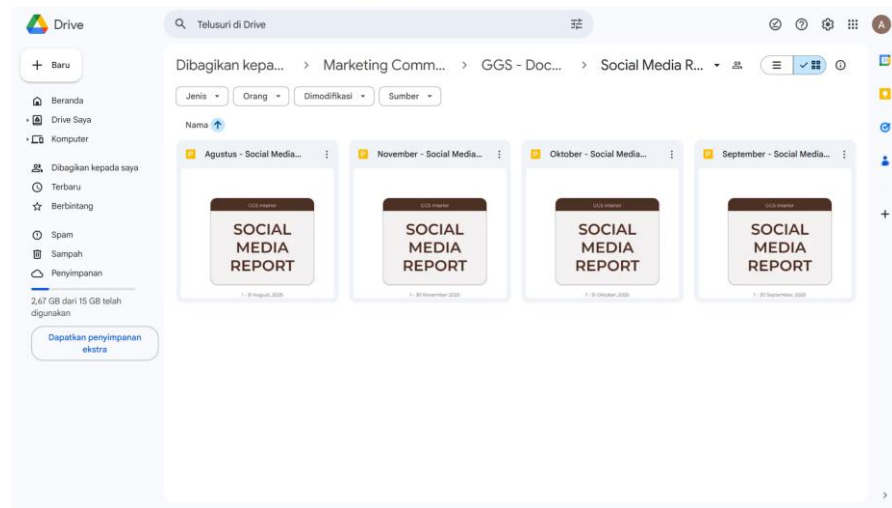 Drive
Telusuri di Drive
A
Baru
Beranda
Drive Saya
Komputer
Dibagikan kepada saya
Terbaru
Berbintang
Spam
Sampah
Penyimpanan
2,67 GB dari 15 GB telah
digunakan
Dapatkan penyimpanan
ekstra
Dibagikan kepa... > Marketing Comm... > GGS - Doc... > Social Media R...
Jenis Orang Dimodifikasi Sumber
Nama
Agustus - Social Media...
SOCIAL
MEDIA
REPORT
November - Social Media...
SOCIAL
MEDIA
REPORT
Oktober - Social Media...
SOCIAL
MEDIA
REPORT
September - Social Media...
SOCIAL
MEDIA
REPORT